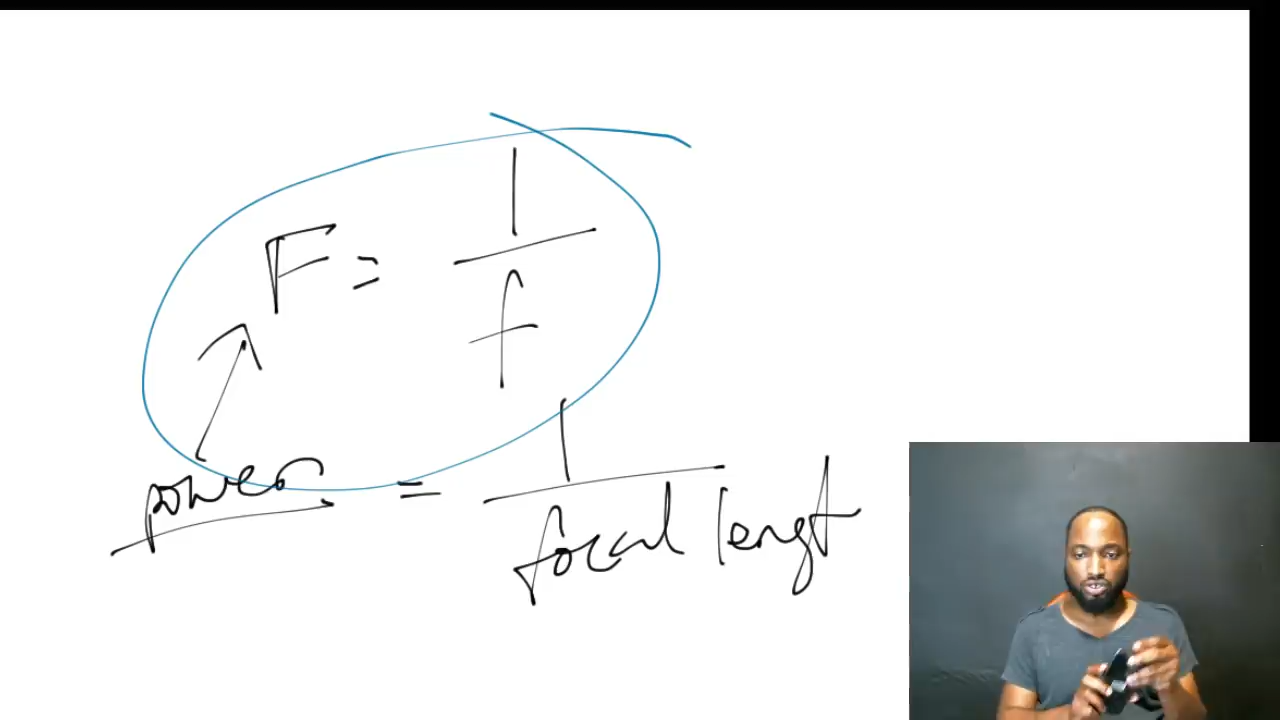 F = 1/f
power = 1/focal lengt